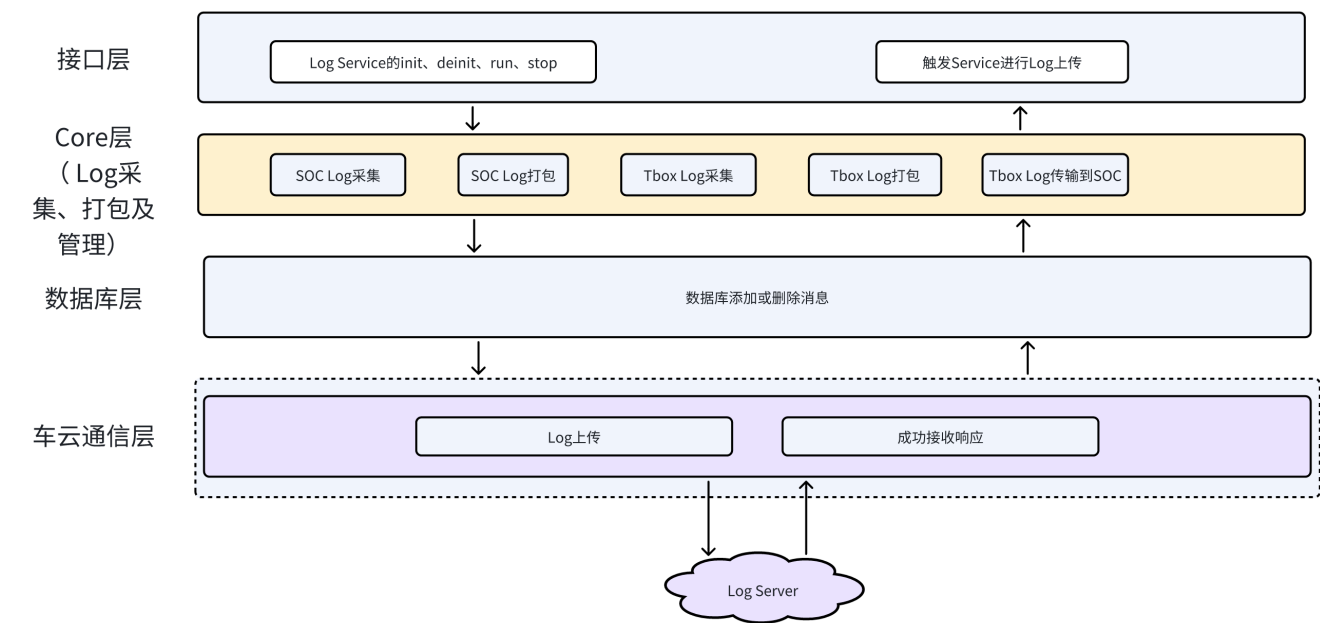 接口层
Log Service的init、deinit、run、stop
触发Service进行Log上传
Core层
（ Log采
集、打包及
管理）
SOC Log采集
SOC Log打包
Tbox Log采集
Tbox Log打包
Tbox Log传输到SOC
数据库层
数据库添加或删除消息
车云通信层
Log上传
成功接收响应
Log Server